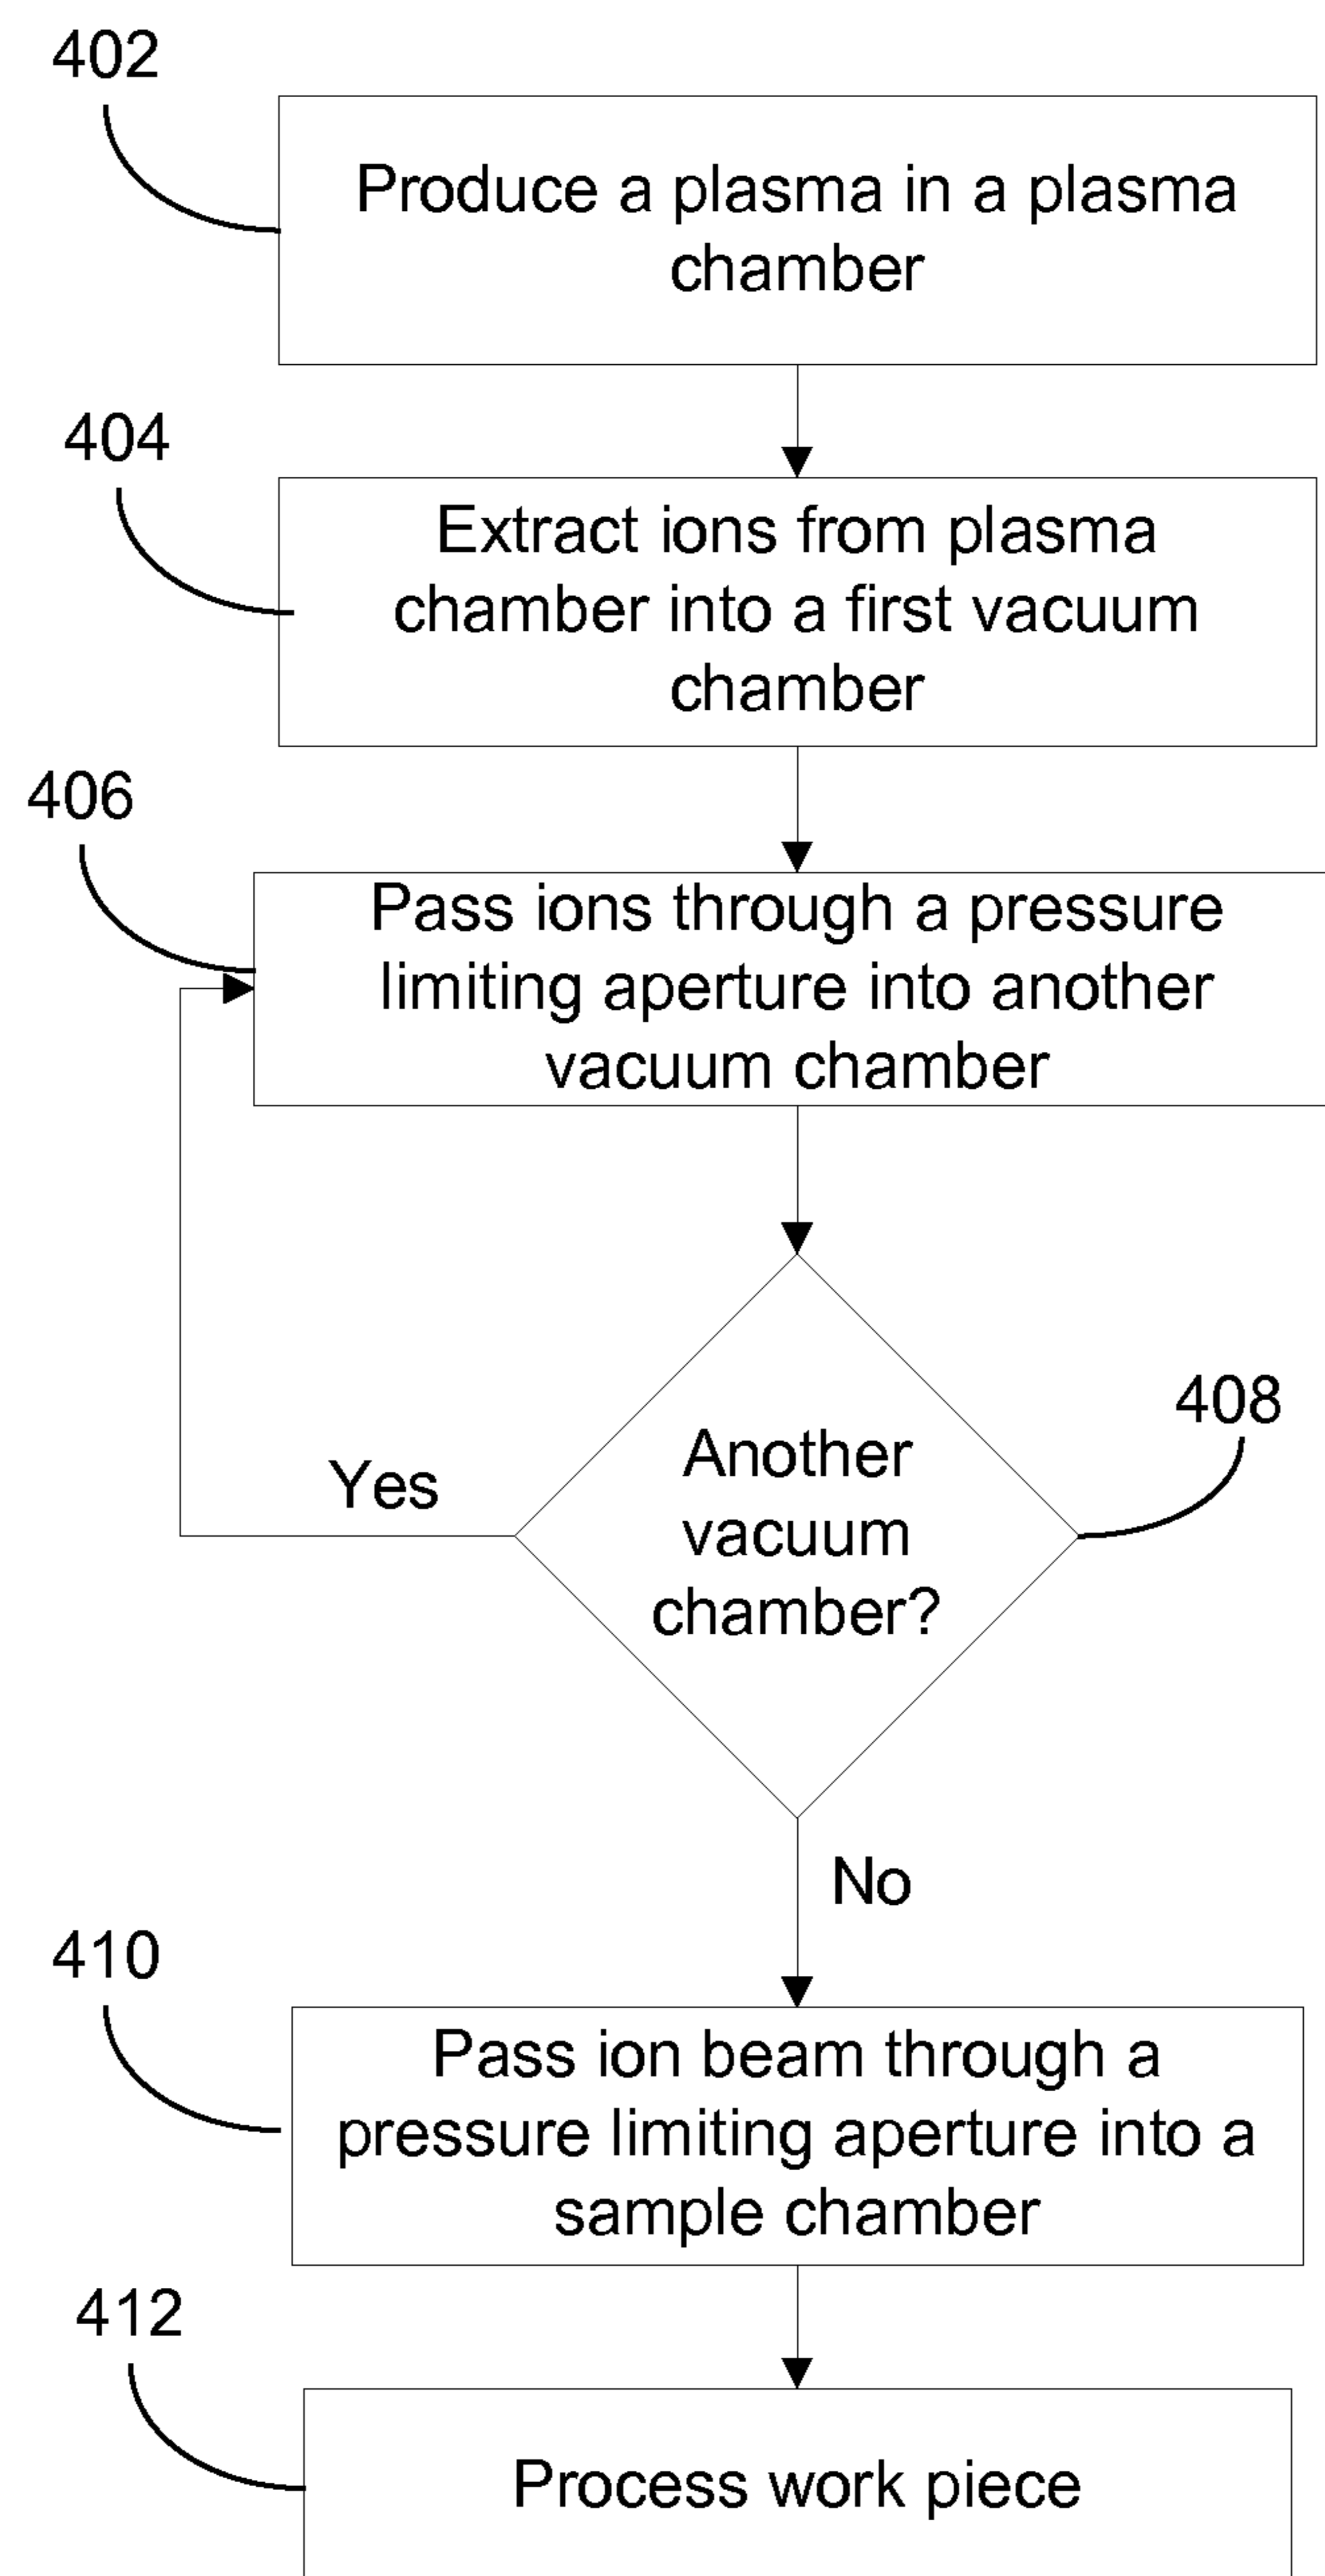 402
Produce a plasma in a plasma
chamber
404
Extract ions from plasma
chamber into a first vacuum
chamber
406
Pass ions through a pressure
limiting aperture into another
vacuum chamber
408
Another
vacuum
chamber?
Yes
No
410
Pass ion beam through a
pressure limiting aperture into a
sample chamber
412
Process work piece